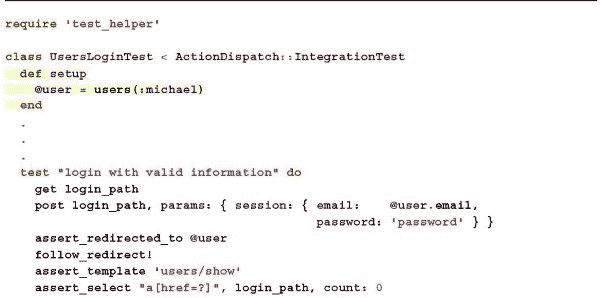 require 'test_helper'
class UsersLoginTest < ActionDispatch::IntegrationTest
  def setup
    @user = users(:michael)
  end
  .
  .
  .
  test "login with valid information" do
    get login_path
    post login_path, params: { session: { email:    @user.email,
                                          password: 'password' } }
    assert_redirected_to @user
    follow_redirect!
    assert_template 'users/show'
    assert_select "a[href=?]", login_path, count: 0